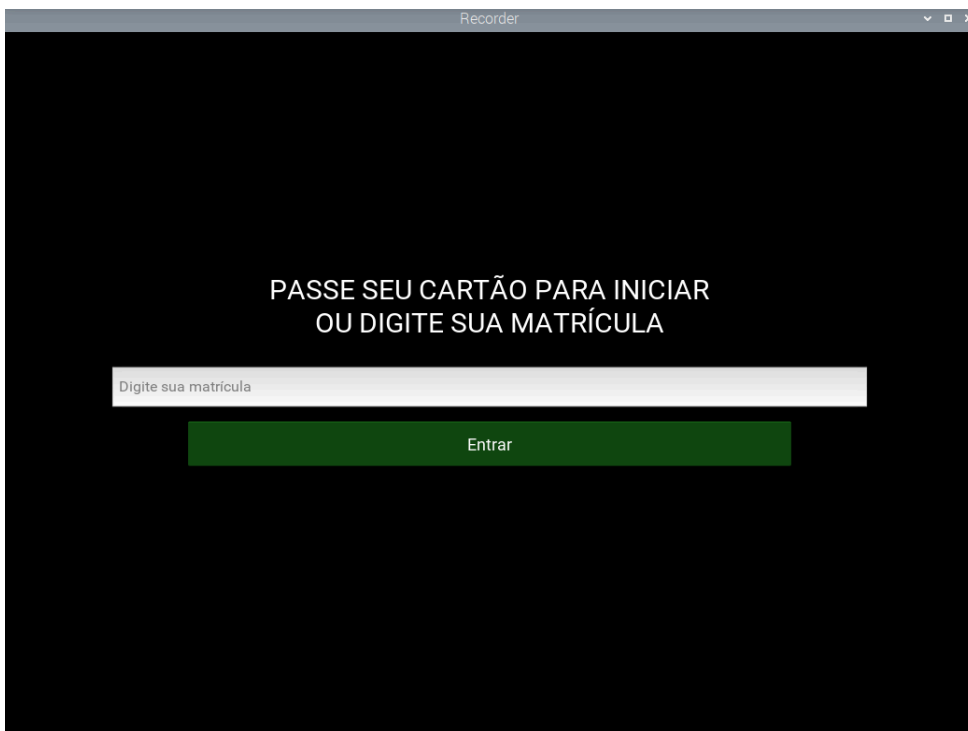 Recorder
PASSE SEU CARTÃO PARA INICIAR
OU DIGITE SUA MATRÍCULA
Digite sua matrícula
Entrar